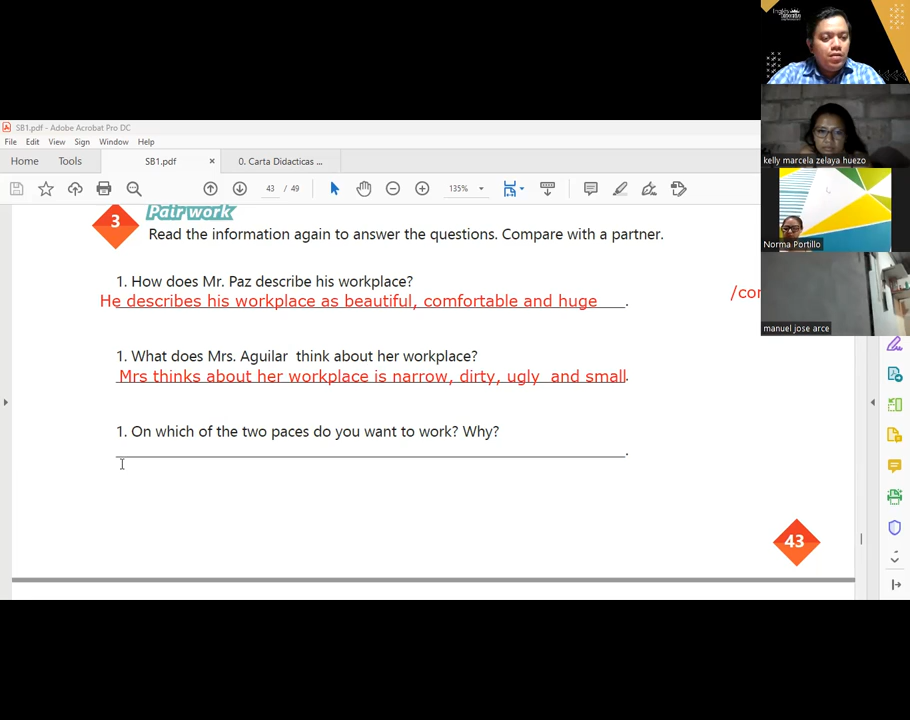 SB1.pdf - Adobe Acrobat Pro DC
File Edit View Sign Window Help
Home Tools SB1.pdf × 0. Carta Didacticas ...
43 / 49 135%
3 Pair work
Read the information again to answer the questions. Compare with a partner.
1. How does Mr. Paz describe his workplace?
He describes his workplace as beautiful, comfortable and huge.
/cor
1. What does Mrs. Aguilar think about her workplace?
Mrs thinks about her workplace is narrow, dirty, ugly and small.
1. On which of the two paces do you want to work? Why?
.
43
kelly marcela zelaya huezo
Norma Portillo
manuel jose arce